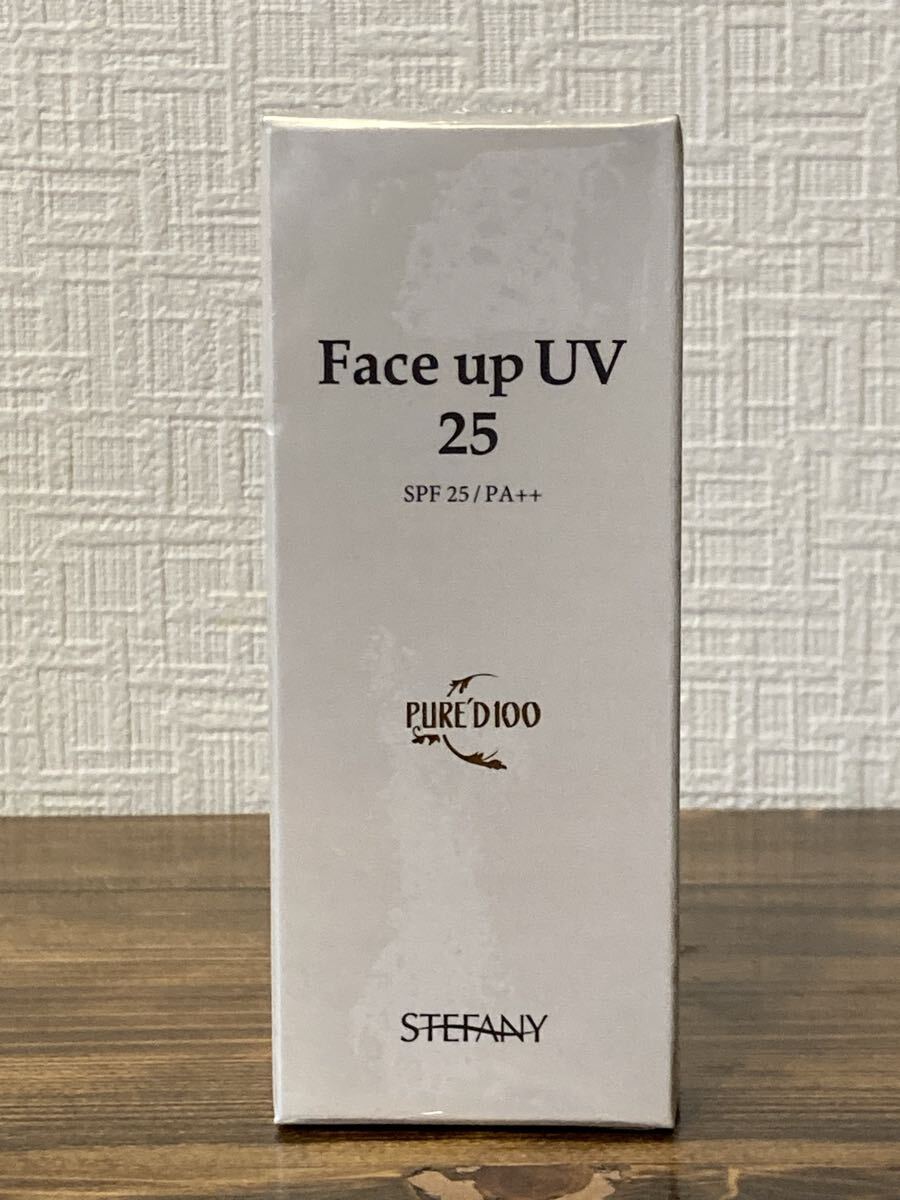 Face up UV
25
SPF 25/PA++
PURE'D100
STEFANY